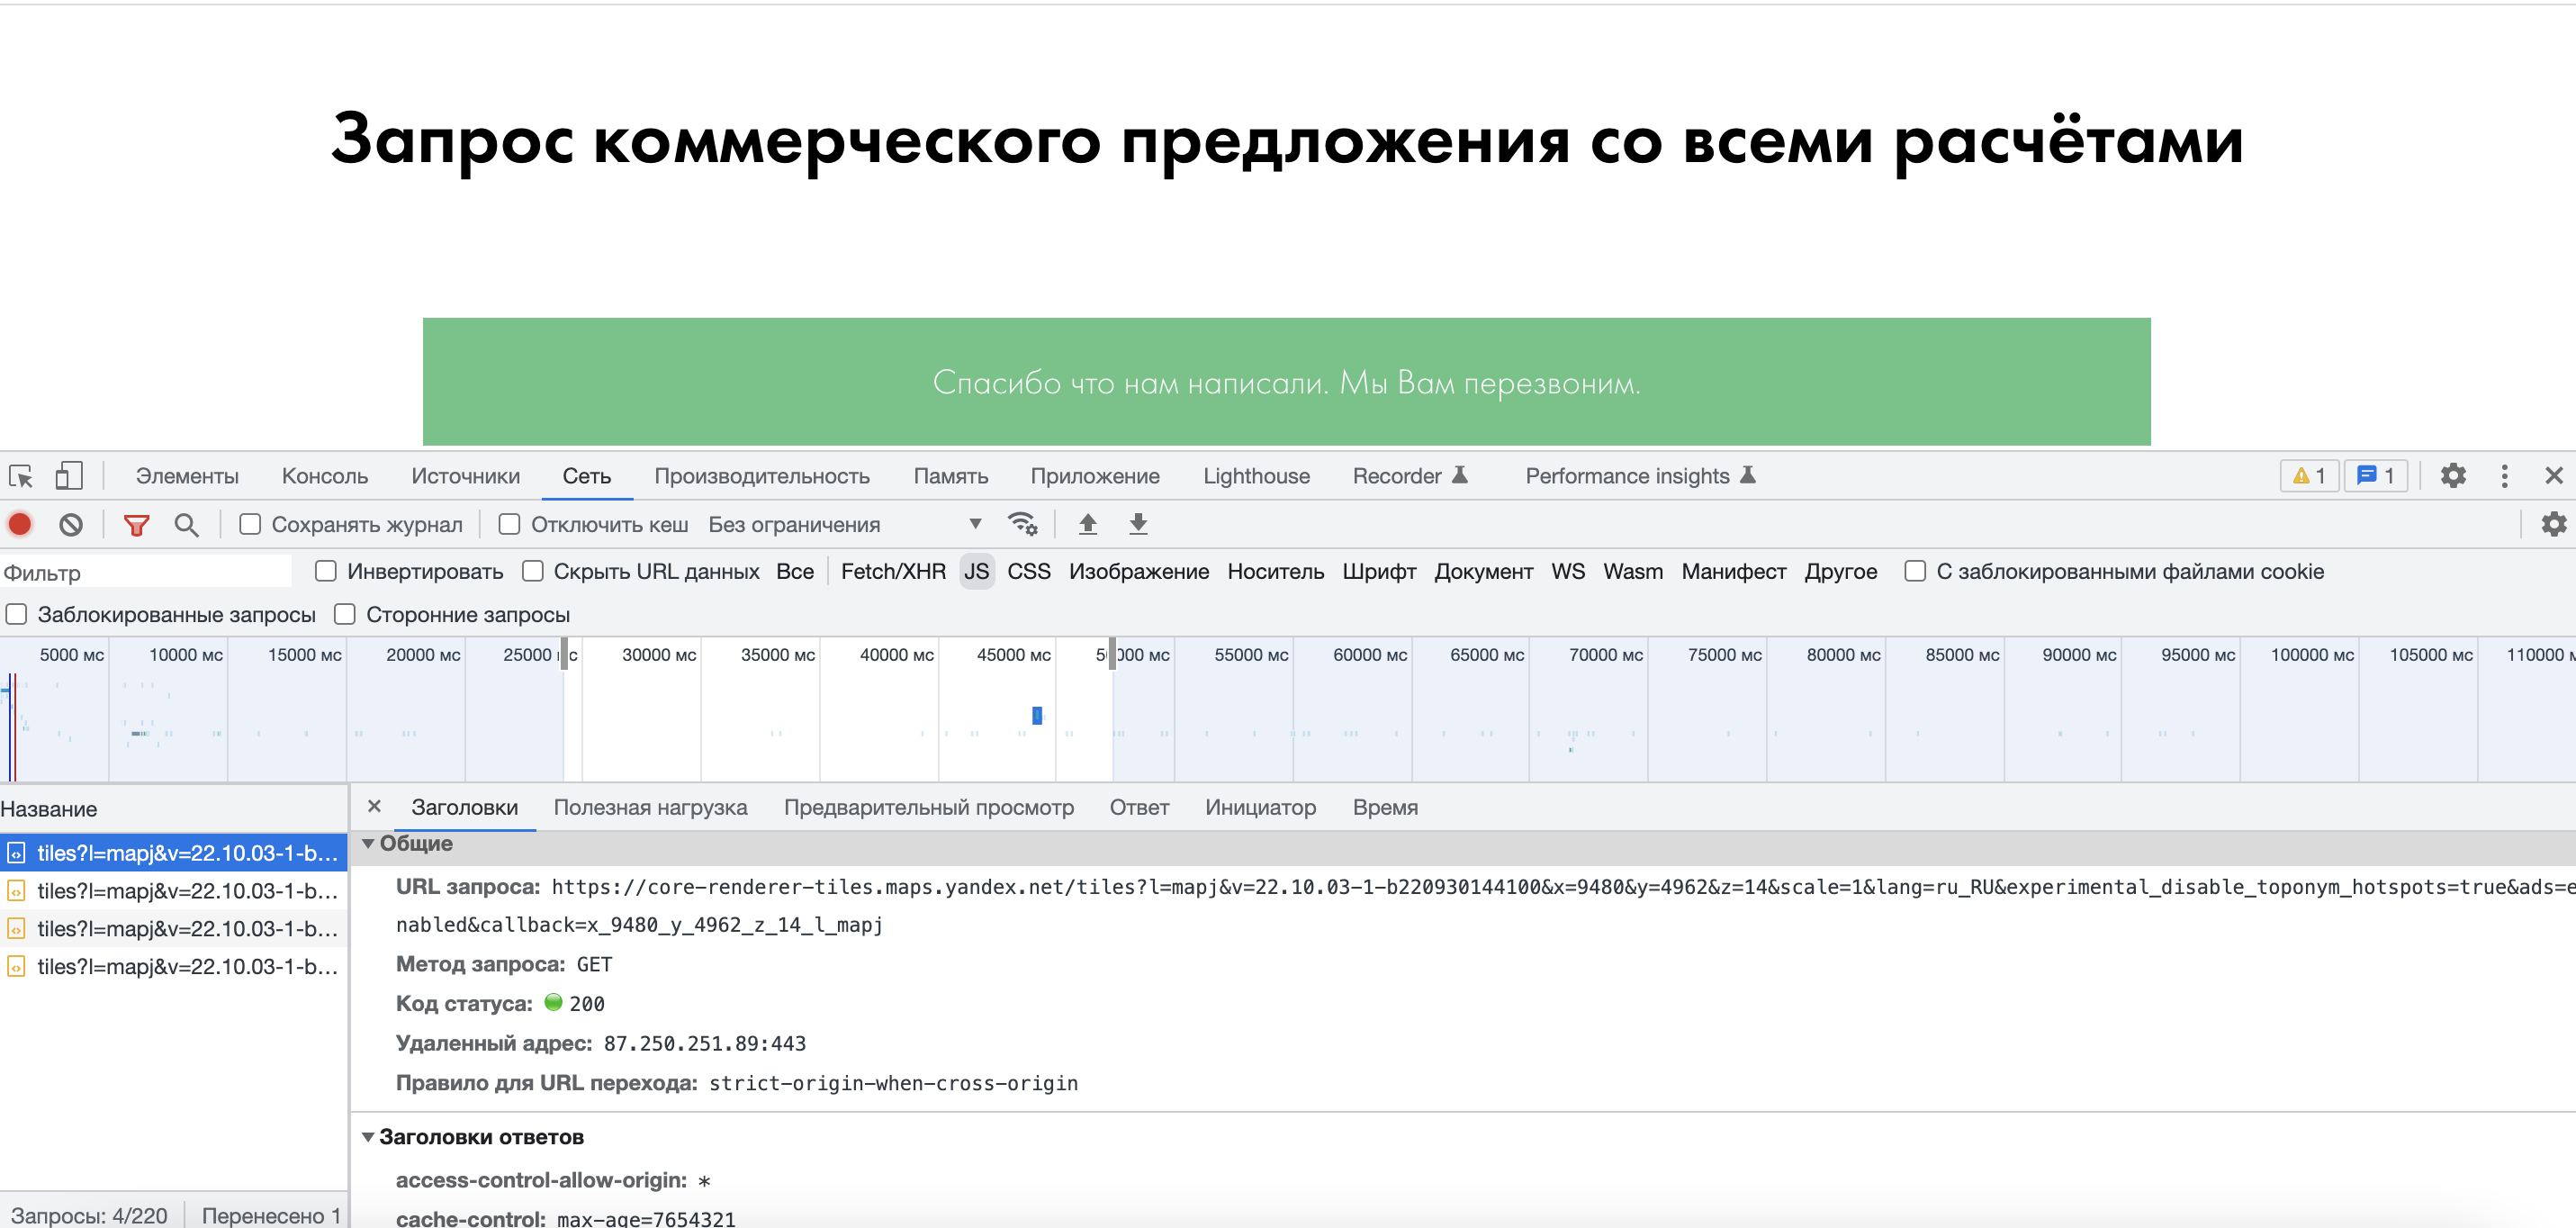 Запрос коммерческого предложения со всеми расчётами
Спасибо что нам написали. Мы Вам перезвоним.
Элементы Консоль Источники Сеть Производительность Память Приложение Lighthouse Recorder Performance insights 1 1
Сохранять журнал Отключить кеш Без ограничения
Фильтр Инвертировать Скрыть URL данных Все Fetch/XHR JS CSS Изображение Носитель Шрифт Документ WS Wasm Манифест Другое С заблокированными файлами cookie
Заблокированные запросы Сторонние запросы
5000 мс 10000 мс 15000 мс 20000 мс 25000 с 30000 мс 35000 мс 40000 мс 45000 мс 5 000 мс 55000 мс 60000 мс 65000 мс 70000 мс 75000 мс 80000 мс 85000 мс 90000 мс 95000 мс 100000 мс 105000 мс 110000 м
Название
× Заголовки Полезная нагрузка Предварительный просмотр Ответ Инициатор Время
tiles?l=mapj&v=22.10.03-1-b...
tiles?l=mapj&v=22.10.03-1-b...
tiles?l=mapj&v=22.10.03-1-b...
tiles?l=mapj&v=22.10.03-1-b...
Общие
URL запроса: https://core-renderer-tiles.maps.yandex.net/tiles?l=mapj&v=22.10.03-1-b220930144100&x=9480&y=4962&z=14&scale=1&lang=ru_RU&experimental_disable_toponym_hotspots=true&ads=e
nabled&callback=x_9480_y_4962_z_14_l_mapj
Метод запроса: GET
Код статуса: 200
Удаленный адрес: 87.250.251.89:443
Правило для URL перехода: strict-origin-when-cross-origin
Заголовки ответов
access-control-allow-origin: *
cache-control: max-age=7654321
Запросы: 4/220 Перенесено 1